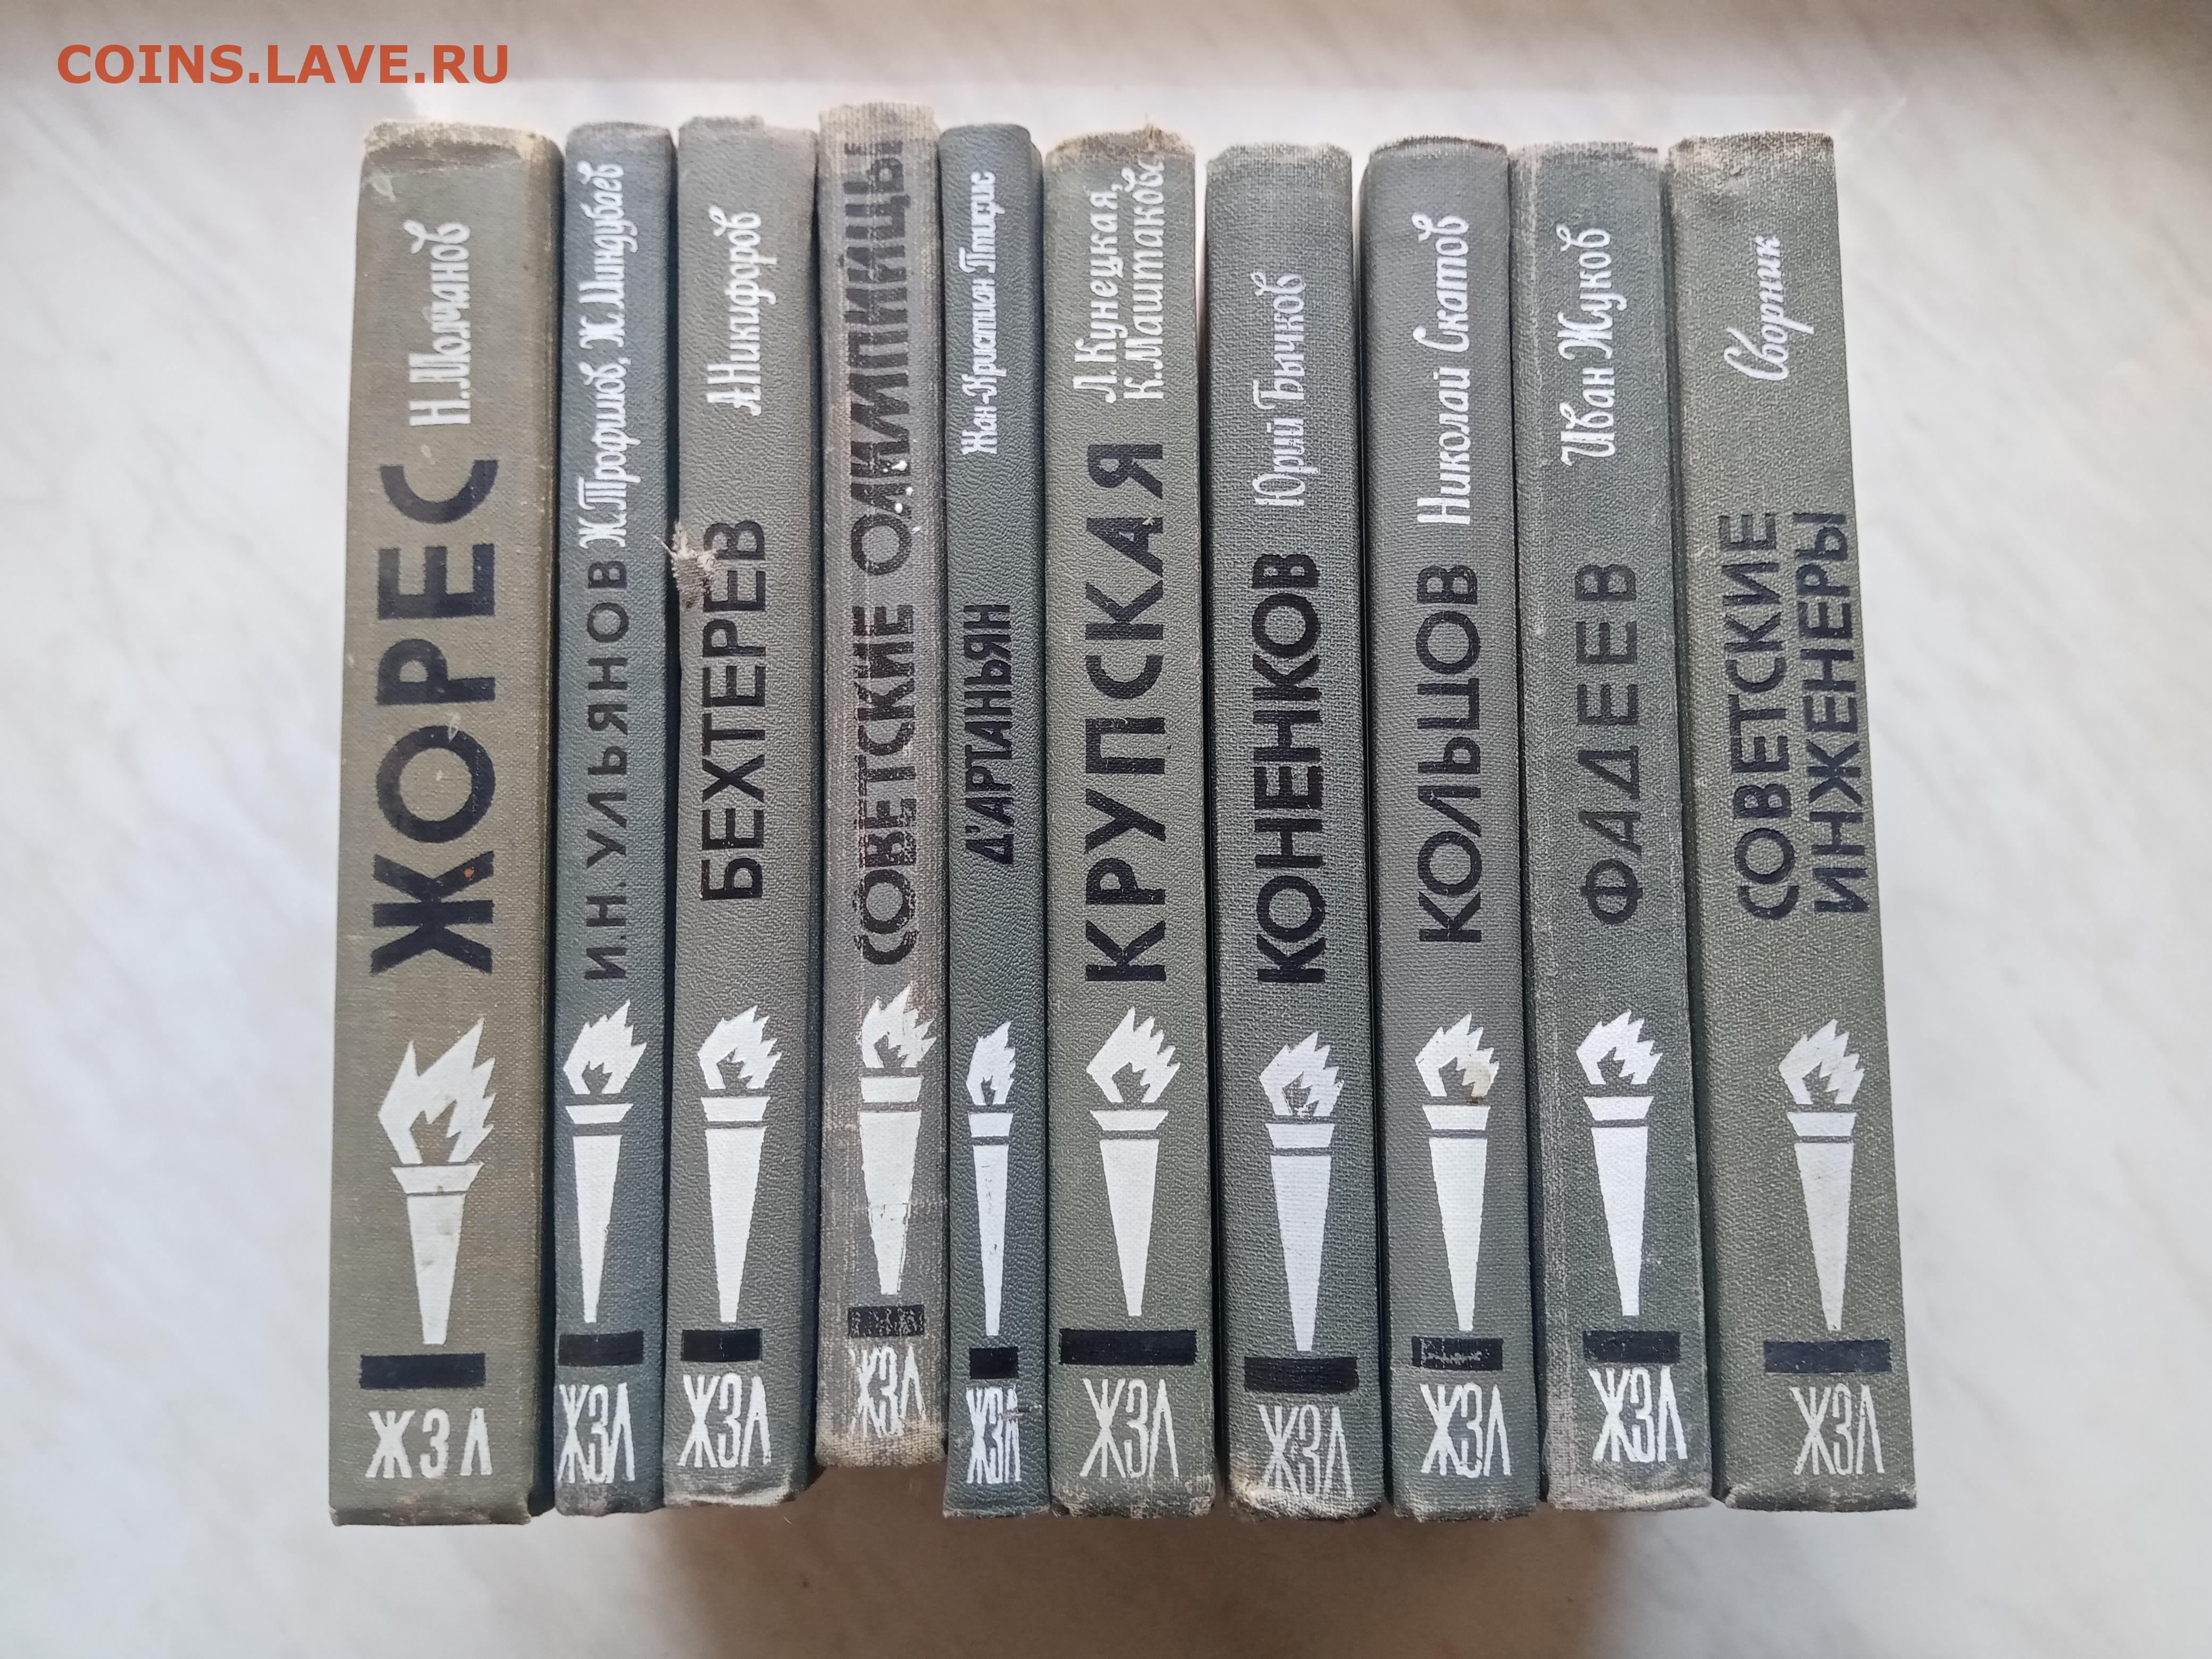 COINS.LAVE.RU
Н.Молчанов
ЖОРЕС
ЖЗЛ
Ж.Трофимов, Ж.Миндубаев
И.Н. УЛЬЯНОВ
ЖЗЛ
А.Никифоров
БЕХТЕРЕВ
ЖЗЛ
СОВЕТСКИЕ ОЛИМПИЙЦЫ
ЖЗЛ
Жан-Кристиан Птифис
Д'АРТАНЬЯН
ЖЗЛ
Л.Кунецкая,
К.Маштакова
КРУПСКАЯ
ЖЗЛ
Юрий Бычков
КОНЕНКОВ
ЖЗЛ
Николай Скатов
КОЛЬЦОВ
ЖЗЛ
Иван Жуков
ФАДЕЕВ
ЖЗЛ
Сборник
СОВЕТСКИЕ
ИНЖЕНЕРЫ
ЖЗЛ